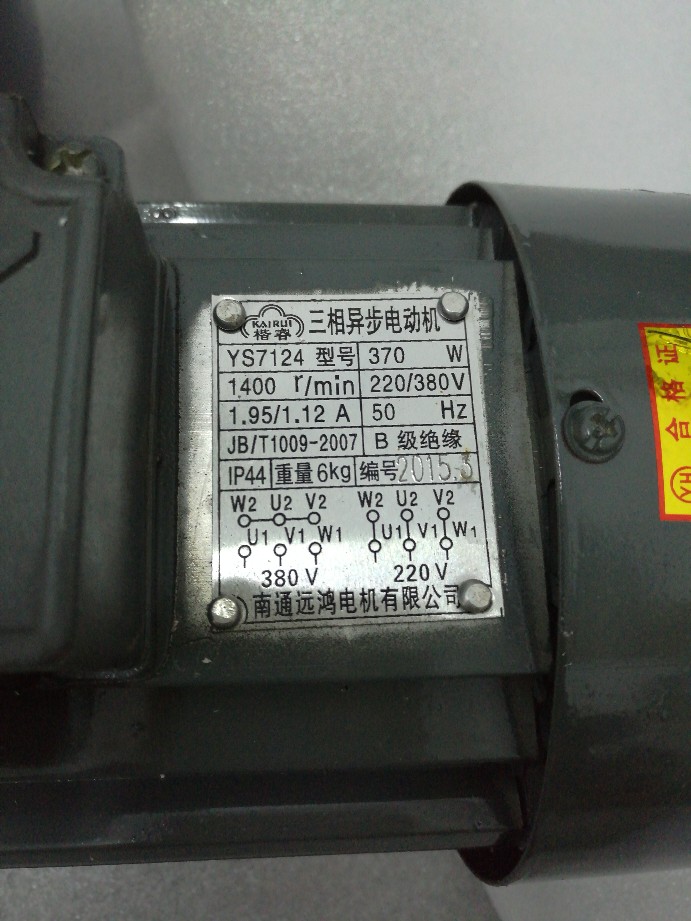 KAIRUI
楷睿 三相异步电动机
YS7124 型号 370 W
1400 r/min 220/380V
1.95/1.12 A 50 Hz
JB/T1009-2007 B 级绝缘
IP44 重量 6kg 编号 2015.3
W2 U2 V2 W2 U2 V2
U1 V1 W1 U1 V1 W1
380 V 220 V
南通远鸿电机有限公司
合格证
YH